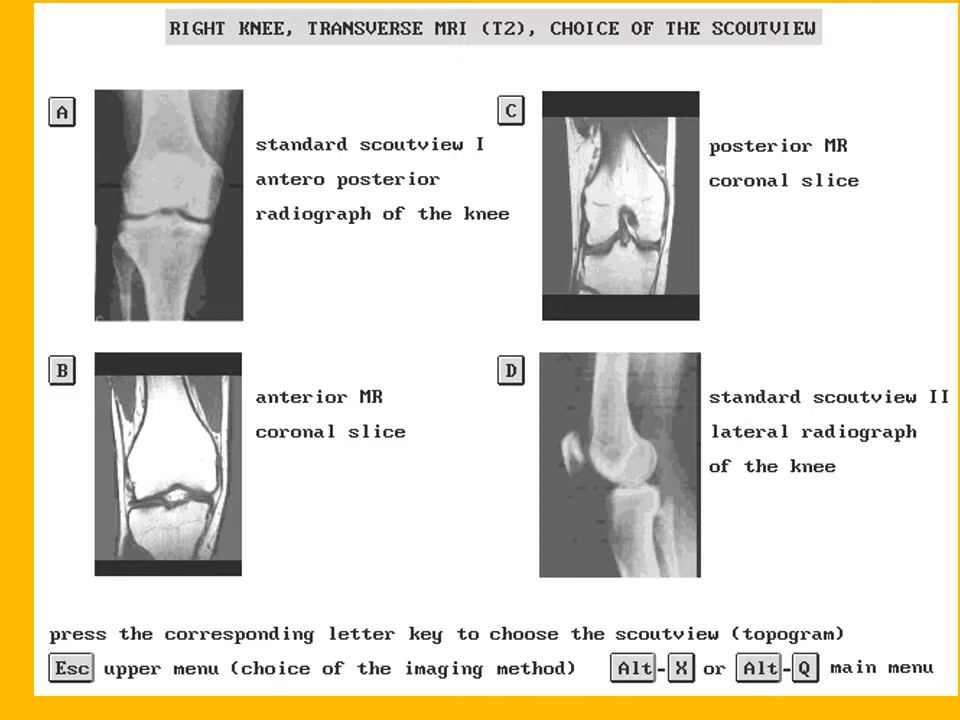 RIGHT KNEE, TRANSVERSE MRI (T2), CHOICE OF THE SCOUTVIEW
A
standard scoutview I
antero posterior
radiograph of the knee
C
posterior MR
coronal slice
B
anterior MR
coronal slice
D
standard scoutview II
lateral radiograph
of the knee
press the corresponding letter key to choose the scoutview (topogram)
Esc upper menu (choice of the imaging method) Alt-X or Alt-Q main menu